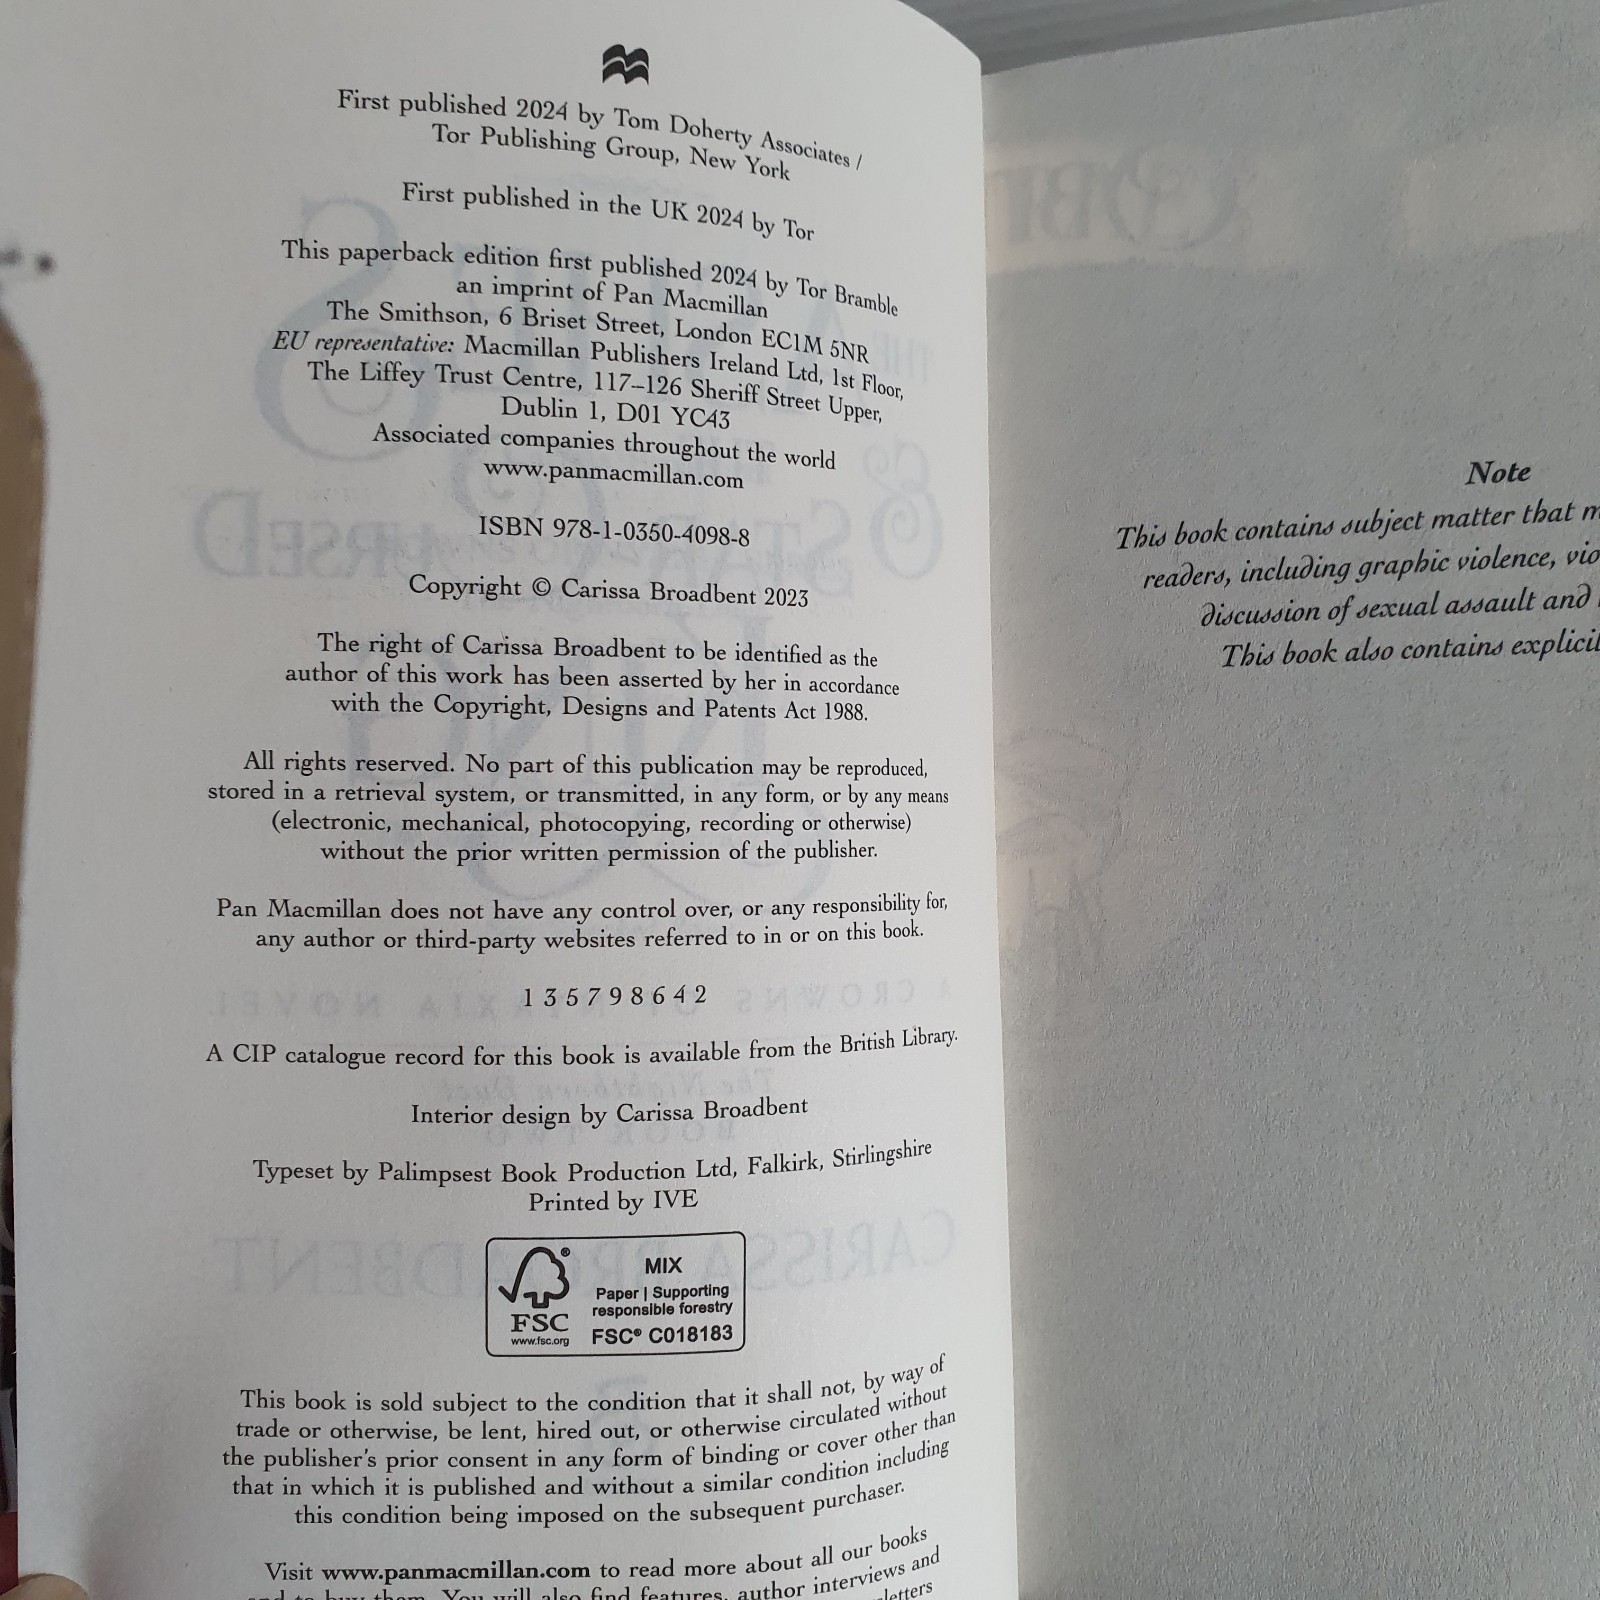 First published 2024 by Tom Doherty Associates /
Tor Publishing Group, New York
First published in the UK 2024 by Tor
This paperback edition first published 2024 by Tor Bramble
an imprint of Pan Macmillan
The Smithson, 6 Briset Street, London EC1M 5NR
EU representative: Macmillan Publishers Ireland Ltd, 1st Floor,
The Liffey Trust Centre, 117–126 Sheriff Street Upper,
Dublin 1, D01 YC43
Associated companies throughout the world
www.panmacmillan.com
ISBN 978-1-0350-4098-8
Copyright © Carissa Broadbent 2023
The right of Carissa Broadbent to be identified as the
author of this work has been asserted by her in accordance
with the Copyright, Designs and Patents Act 1988.
All rights reserved. No part of this publication may be reproduced,
stored in a retrieval system, or transmitted, in any form, or by any means
(electronic, mechanical, photocopying, recording or otherwise)
without the prior written permission of the publisher.
Pan Macmillan does not have any control over, or any responsibility for,
any author or third-party websites referred to in or on this book.
1 3 5 7 9 8 6 4 2
A CIP catalogue record for this book is available from the British Library.
Interior design by Carissa Broadbent
Typeset by Palimpsest Book Production Ltd, Falkirk, Stirlingshire
Printed by IVE
FSC
www.fsc.org
MIX
Paper | Supporting
responsible forestry
FSC® C018183
This book is sold subject to the condition that it shall not, by way of
trade or otherwise, be lent, hired out, or otherwise circulated without
the publisher's prior consent in any form of binding or cover other than
that in which it is published and without a similar condition including
this condition being imposed on the subsequent purchaser.
Visit www.panmacmillan.com to read more about all our books
and to buy them. You will also find features, author interviews and
Note
This book contains subject matter that
readers, including graphic violence,
discussion of sexual assault and
This book also contains